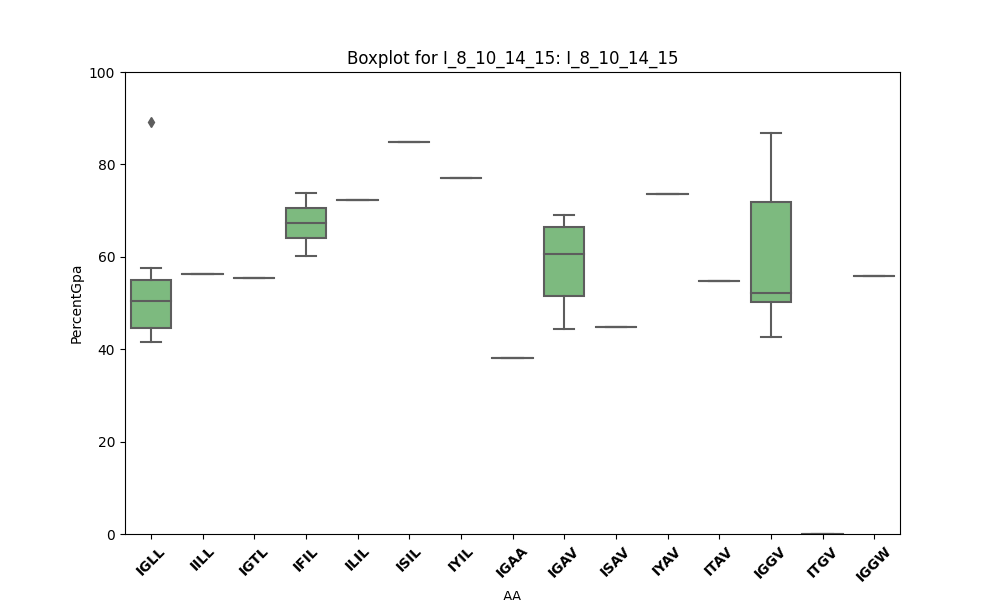 Boxplot for I_8_10_14_15: I_8_10_14_15
100
80
60
40
20
0
PercentGpa
IGLL
IILL
IGTL
IFIL
ILIL
ISIL
IYIL
IGAA
IGAV
ISAV
IYAV
ITAV
IGGV
ITGV
IGGW
AA